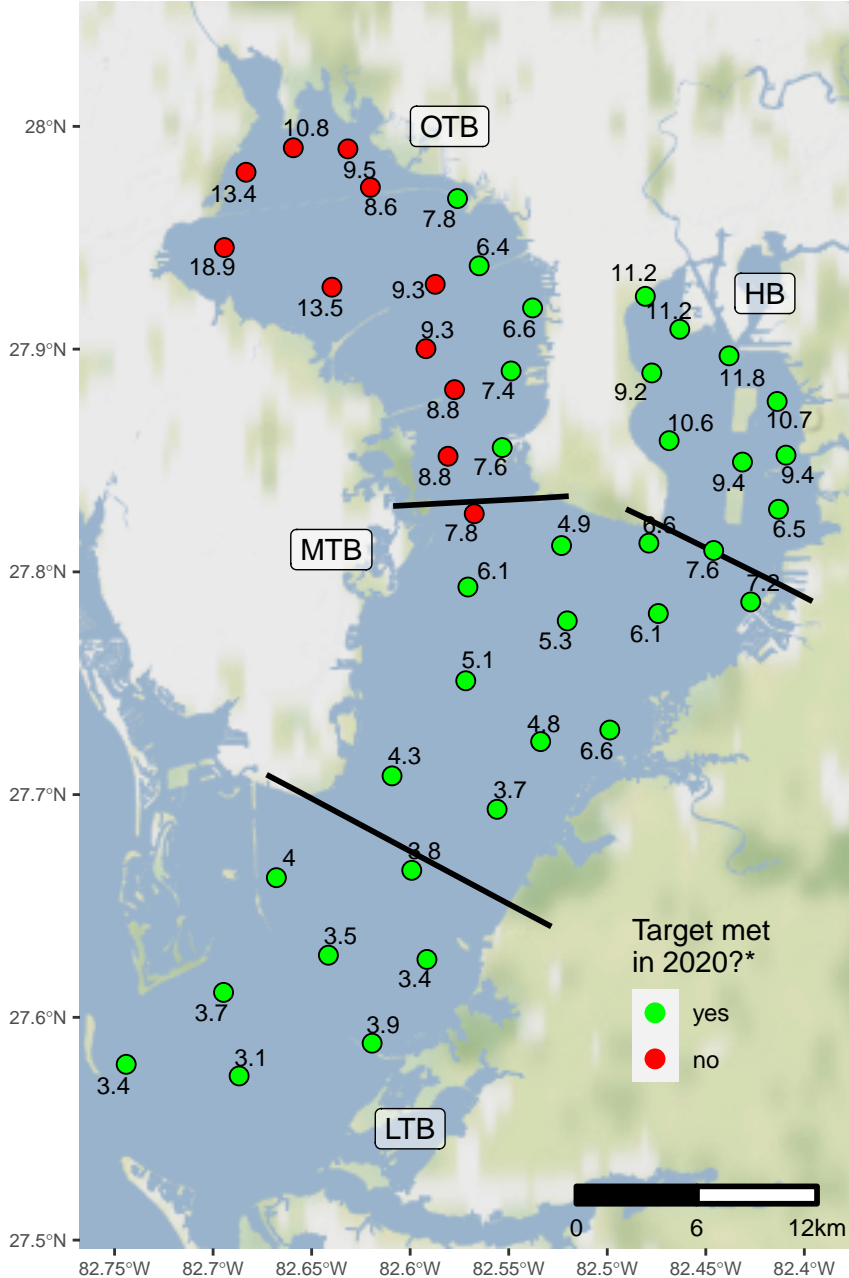 28°N
10.8
OTB
9.5
13.4
8.6
7.8
6.4
18.9
11.2
9.3
HB
13.5
11.2
6.6
9.3
27.9°N
11.8
7.4
9.2
8.8
10.7
10.6
7.6
8.8
9.4
9.4
4.9
6.6
6.5
7.8
MTB
7.6
27.8°N
6.1
7.2
5.3
6.1
5.1
4.8
4.3
6.6
27.7°N
3.7
3.8
4
Target met
in 2020?*
3.5
3.4
3.7
yes
27.6°N
3.9
3.1
no
3.4
LTB
0 6 12km
27.5°N
82.75°W 82.7°W 82.65°W 82.6°W 82.55°W 82.5°W 82.45°W 82.4°W